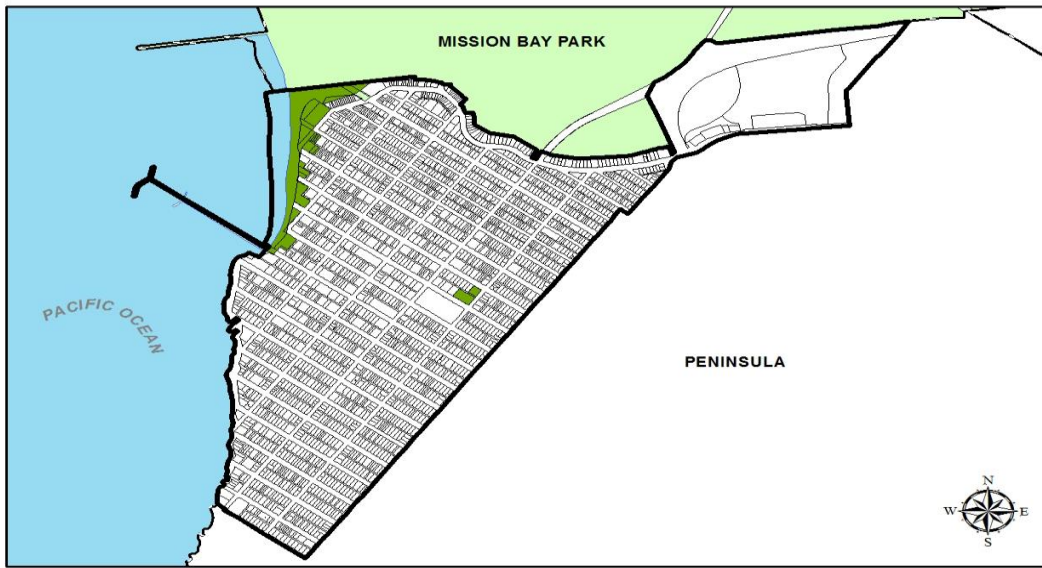 MISSION BAY PARK
PACIFIC OCEAN
PENINSULA
N
W E
S